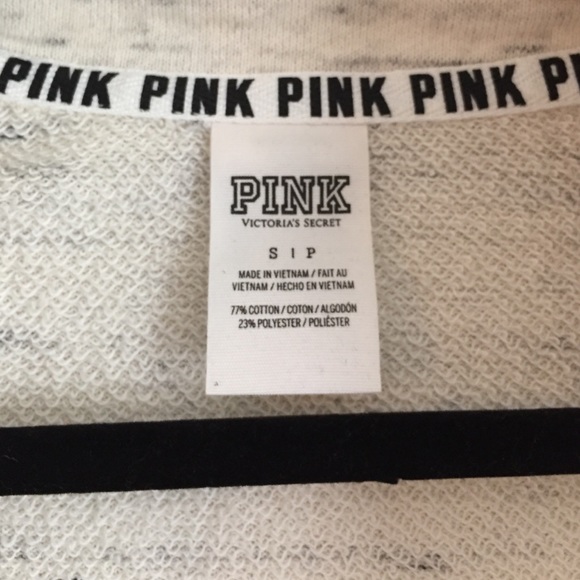 PINK PINK PINK PINK PI
PINK
VICTORIA'S SECRET
S | P
MADE IN VIETNAM / FAIT AU
VIETNAM / HECHO EN VIETNAM
77% COTTON / COTON / ALGODÓN
23% POLYESTER / POLIÉSTER